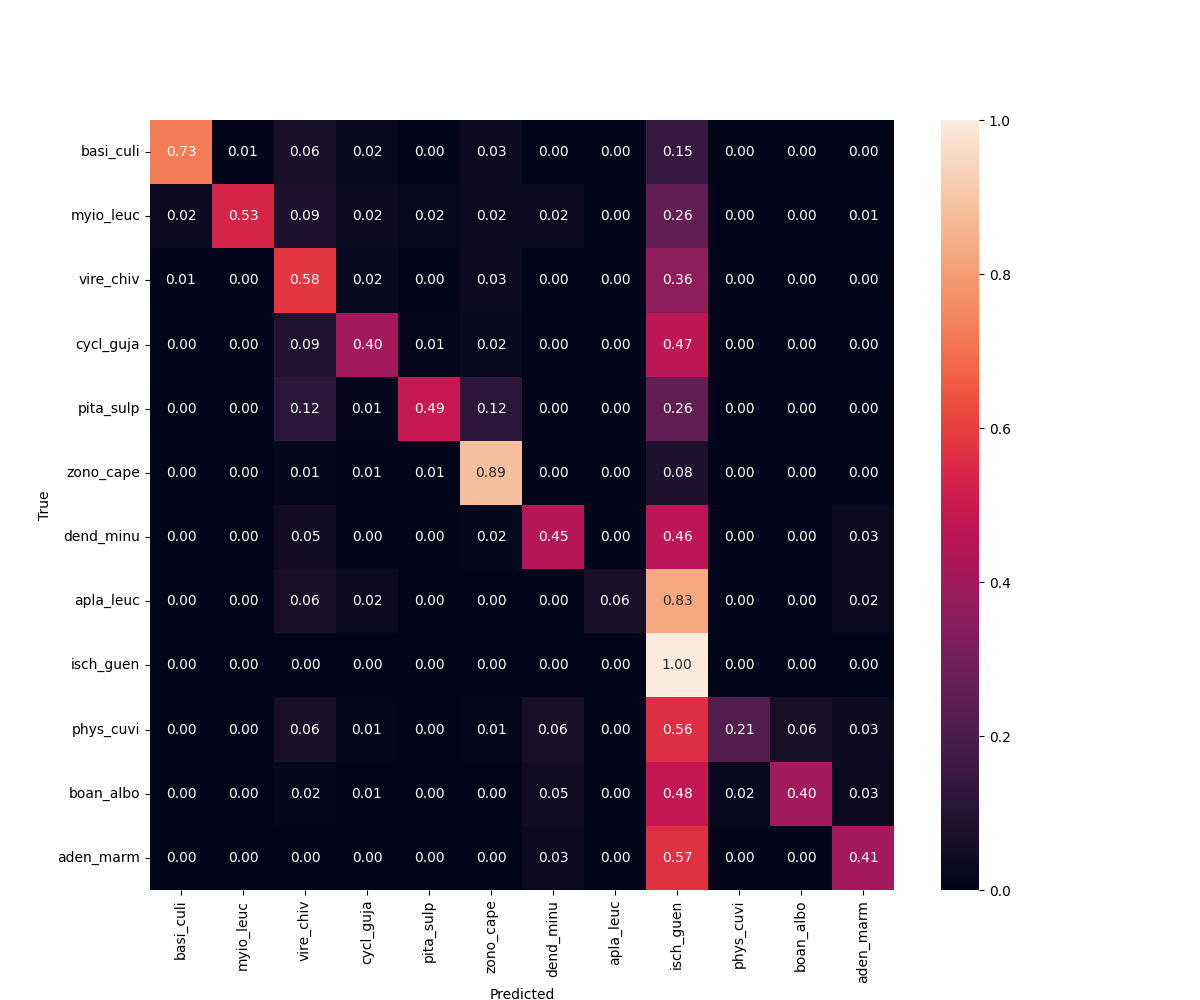 basi_culi 0.73 0.01 0.06 0.02 0.00 0.03 0.00 0.00 0.15 0.00 0.00 0.00
myio_leuc 0.02 0.53 0.09 0.02 0.02 0.02 0.02 0.00 0.26 0.00 0.00 0.01
vire_chiv 0.01 0.00 0.58 0.02 0.00 0.03 0.00 0.00 0.36 0.00 0.00 0.00
cycl_guja 0.00 0.00 0.09 0.40 0.01 0.02 0.00 0.00 0.47 0.00 0.00 0.00
pita_sulp 0.00 0.00 0.12 0.01 0.49 0.12 0.00 0.00 0.26 0.00 0.00 0.00
zono_cape 0.00 0.00 0.01 0.01 0.01 0.89 0.00 0.00 0.08 0.00 0.00 0.00
dend_minu 0.00 0.00 0.05 0.00 0.00 0.02 0.45 0.00 0.46 0.00 0.00 0.03
apla_leuc 0.00 0.00 0.06 0.02 0.00 0.00 0.00 0.06 0.83 0.00 0.00 0.02
isch_guen 0.00 0.00 0.00 0.00 0.00 0.00 0.00 0.00 1.00 0.00 0.00 0.00
phys_cuvi 0.00 0.00 0.06 0.01 0.00 0.01 0.06 0.00 0.56 0.21 0.06 0.03
boan_albo 0.00 0.00 0.02 0.01 0.00 0.00 0.05 0.00 0.48 0.02 0.40 0.03
aden_marm 0.00 0.00 0.00 0.00 0.00 0.00 0.03 0.00 0.57 0.00 0.00 0.41
True
basi_culi myio_leuc vire_chiv cycl_guja pita_sulp zono_cape dend_minu apla_leuc isch_guen phys_cuvi boan_albo aden_marm
Predicted
1.0
0.8
0.6
0.4
0.2
0.0